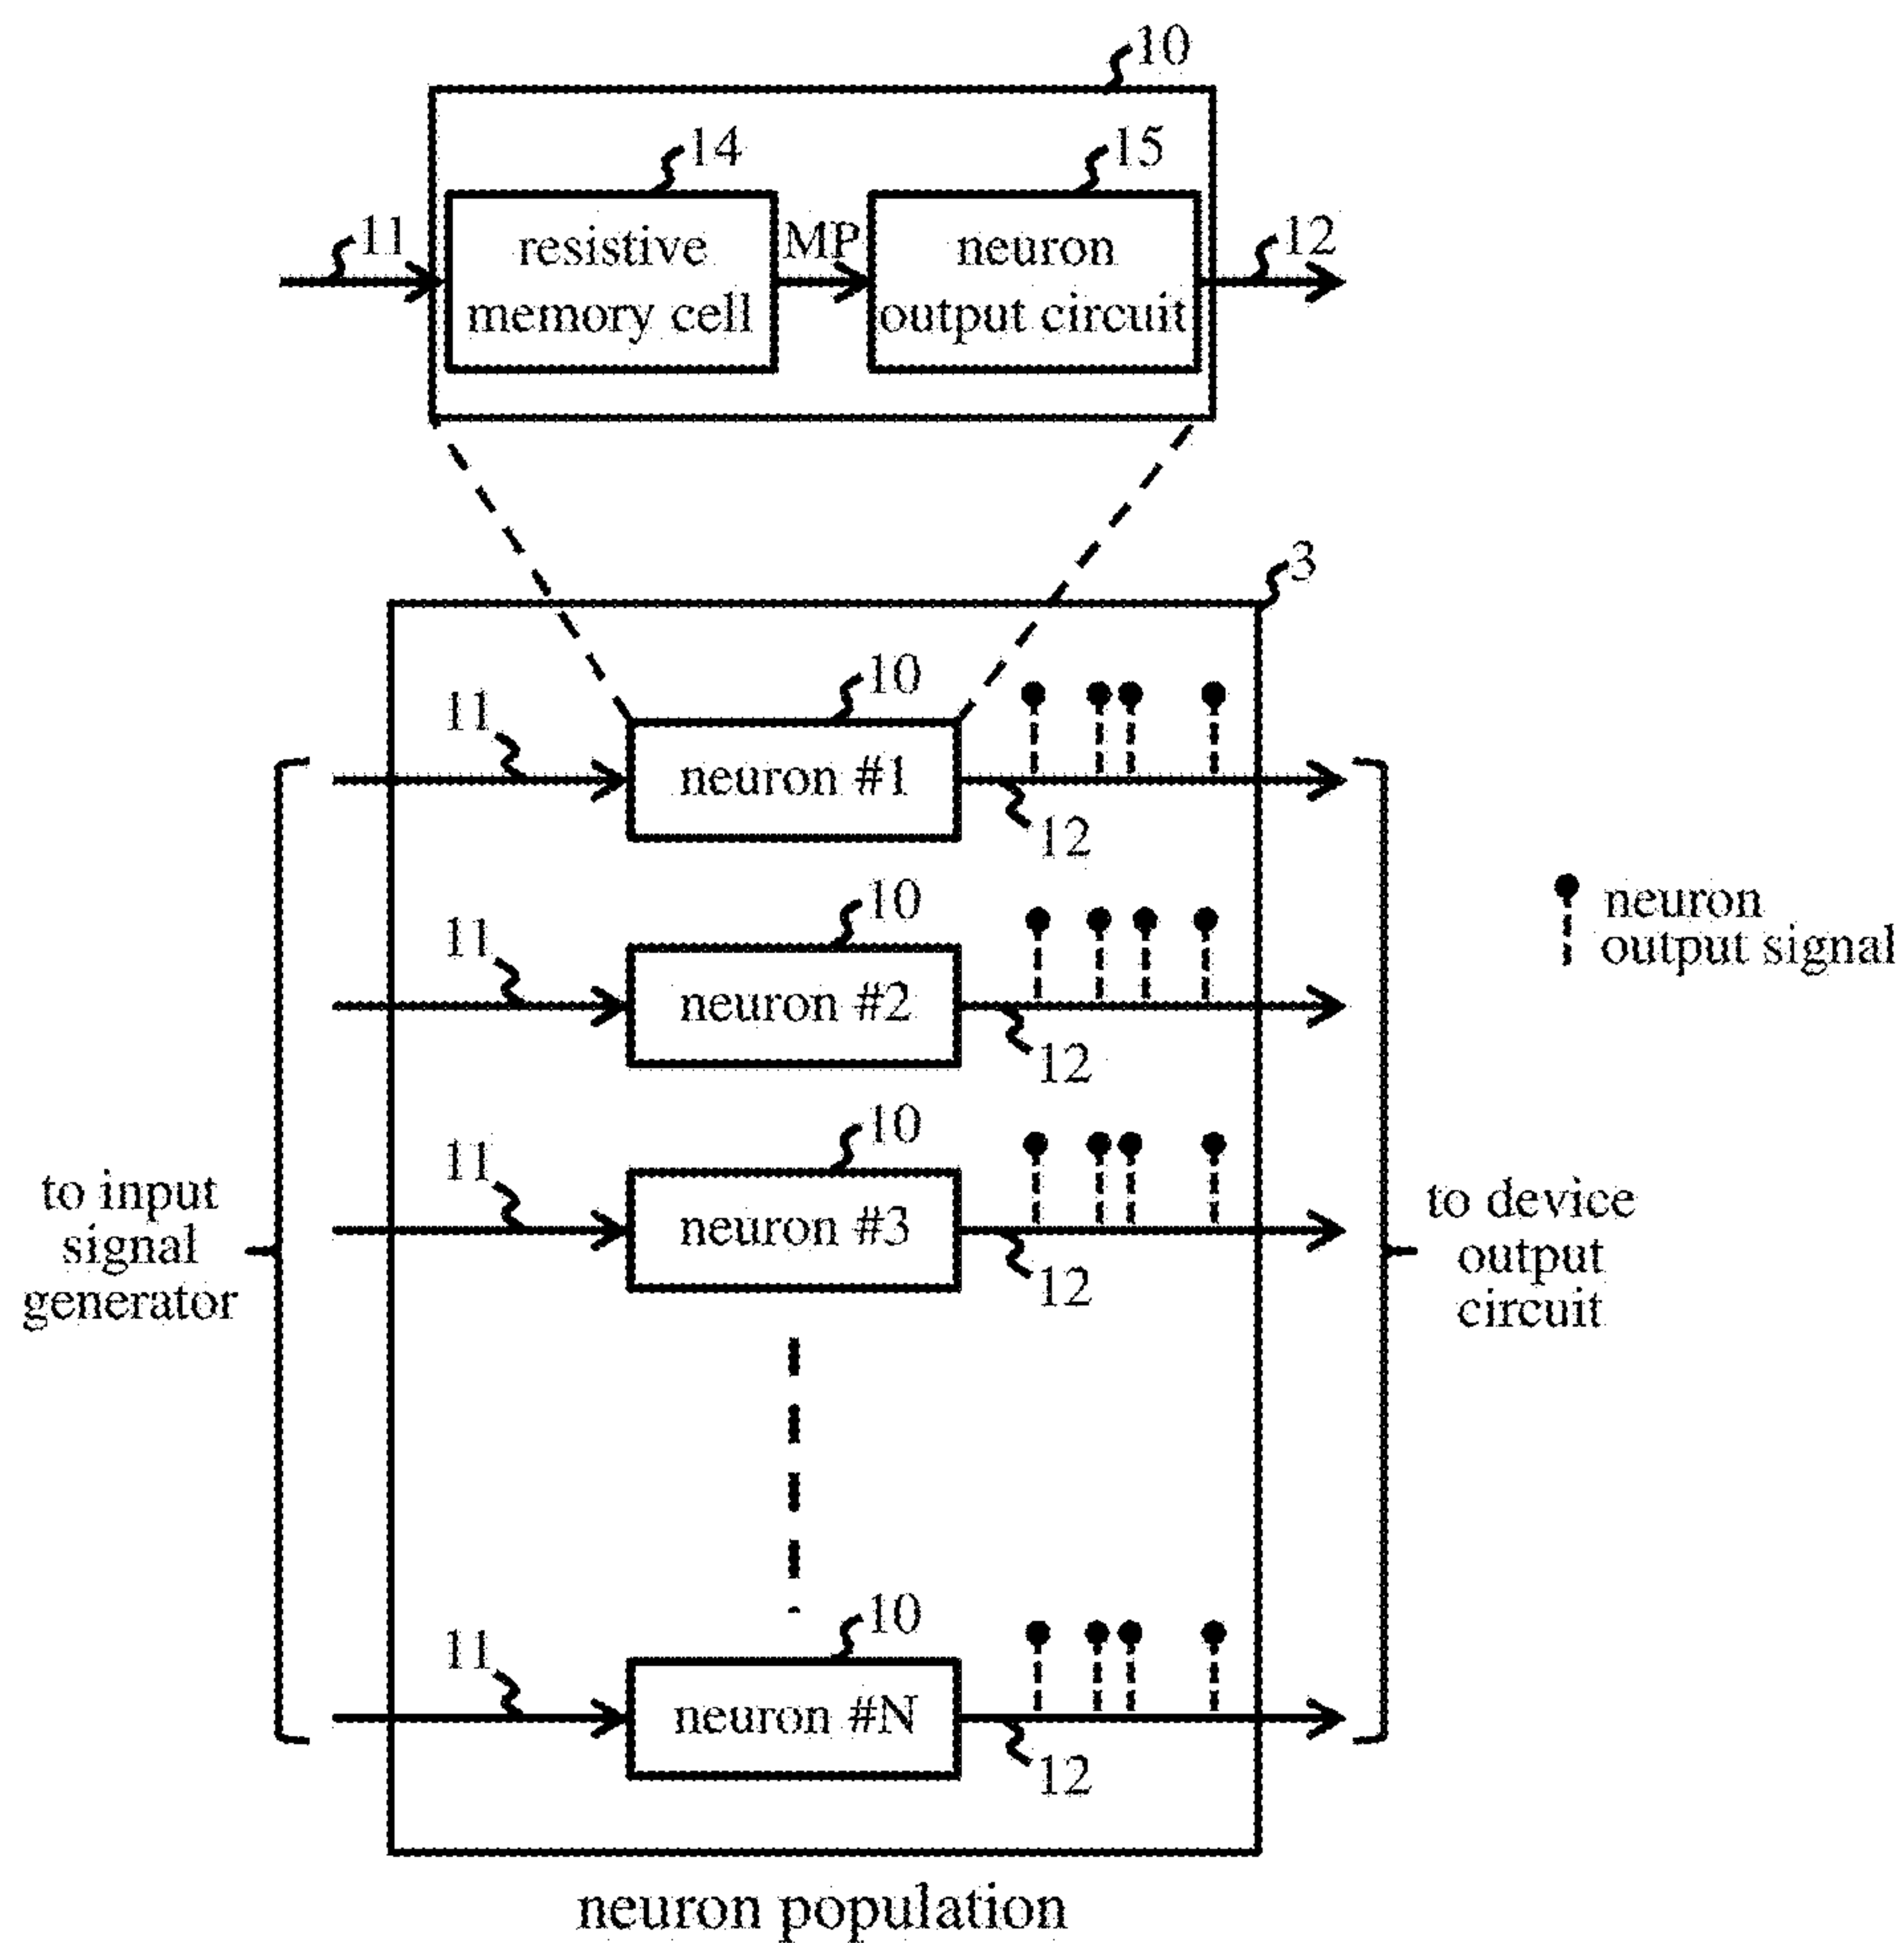 10
14
15
11
resistive
memory cell
MP
neuron
output circuit
12
3
10
11
neuron #1
12
10
11
neuron #2
12
neuron
output signal
10
11
neuron #3
12
to input
signal
generator
to device
output
circuit
10
11
neuron #N
12
neuron population